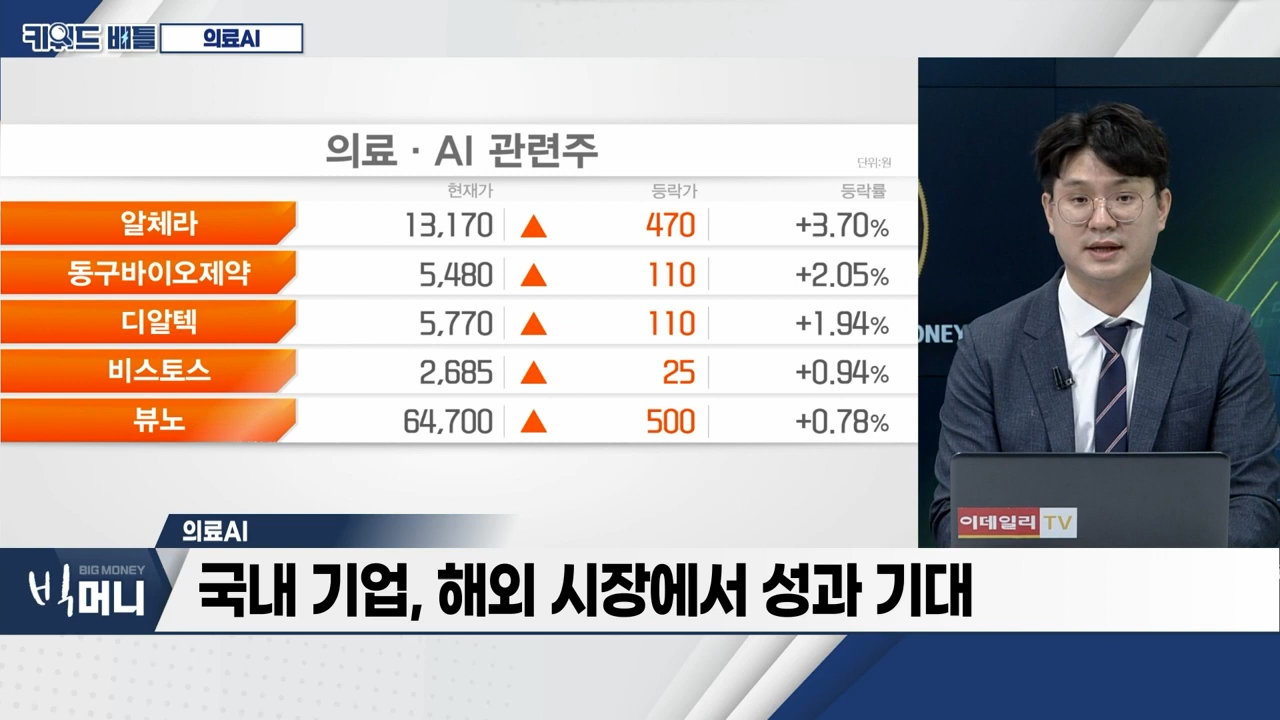 키워드 배틀 의료AI
의료 · AI 관련주
단위:원
현재가 등락가 등락률
알체라 13,170 ▲ 470 +3.70%
동구바이오제약 5,480 ▲ 110 +2.05%
디알텍 5,770 ▲ 110 +1.94%
비스토스 2,685 ▲ 25 +0.94%
뷰노 64,700 ▲ 500 +0.78%
ONEY
이데일리 TV
의료AI
BIG MONEY
빅머니
국내 기업, 해외 시장에서 성과 기대